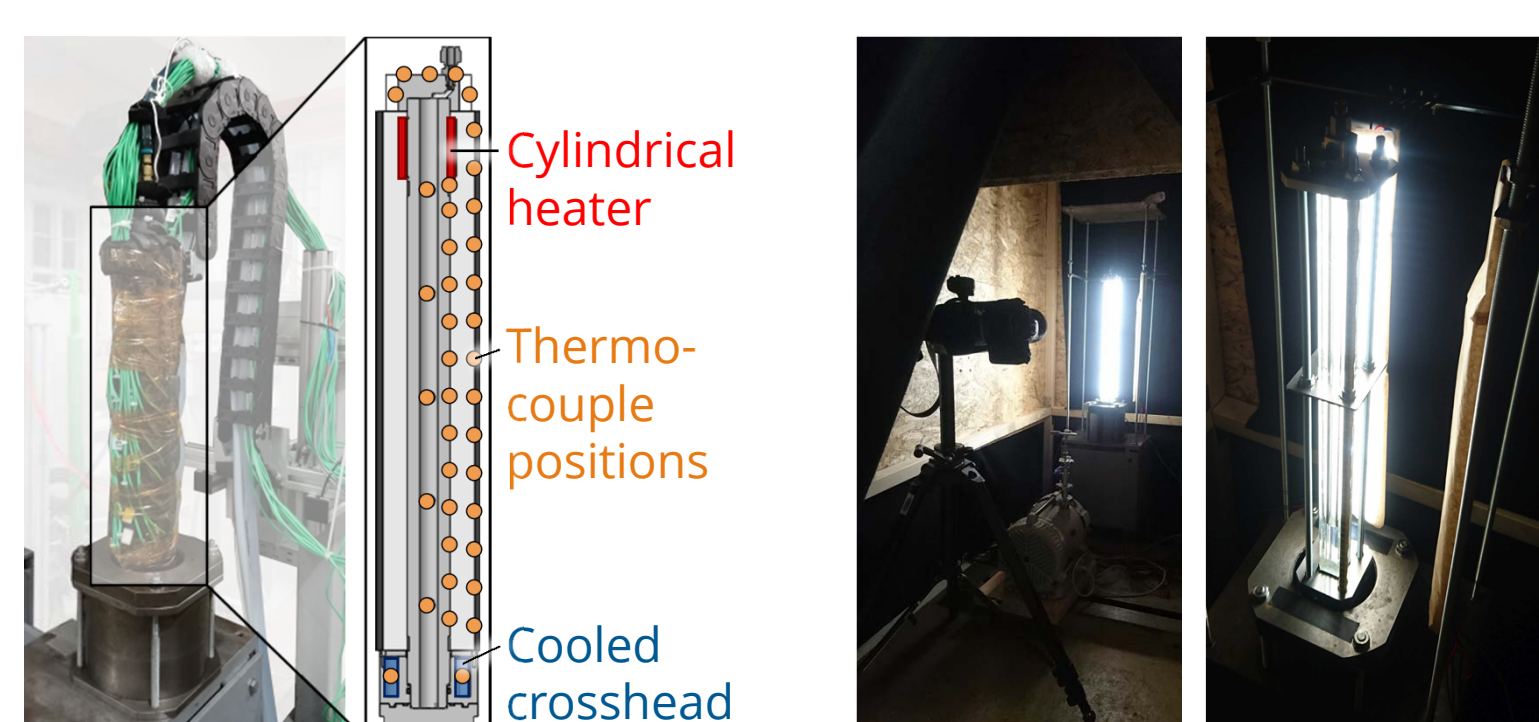 Cylindrical
heater
Thermo-
couple
positions
Cooled
crosshead